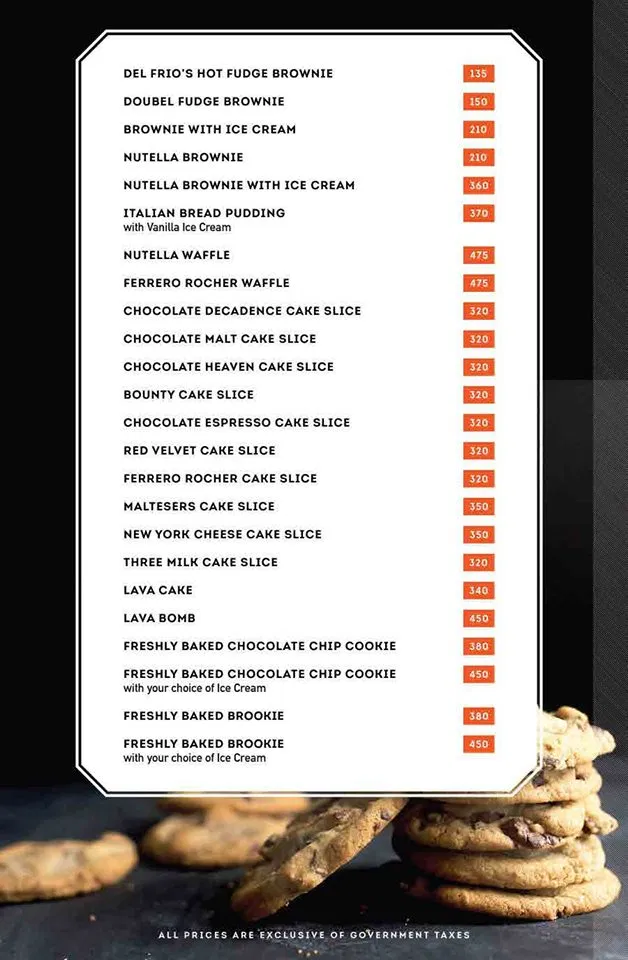 DEL FRIO'S HOT FUDGE BROWNIE 135
DOUBEL FUDGE BROWNIE 150
BROWNIE WITH ICE CREAM 210
NUTELLA BROWNIE 210
NUTELLA BROWNIE WITH ICE CREAM 360
ITALIAN BREAD PUDDING 370
with Vanilla Ice Cream
NUTELLA WAFFLE 475
FERRERO ROCHER WAFFLE 475
CHOCOLATE DECADENCE CAKE SLICE 320
CHOCOLATE MALT CAKE SLICE 320
CHOCOLATE HEAVEN CAKE SLICE 320
BOUNTY CAKE SLICE 320
CHOCOLATE ESPRESSO CAKE SLICE 320
RED VELVET CAKE SLICE 320
FERRERO ROCHER CAKE SLICE 320
MALTESERS CAKE SLICE 350
NEW YORK CHEESE CAKE SLICE 350
THREE MILK CAKE SLICE 320
LAVA CAKE 340
LAVA BOMB 450
FRESHLY BAKED CHOCOLATE CHIP COOKIE 380
FRESHLY BAKED CHOCOLATE CHIP COOKIE 450
with your choice of Ice Cream
FRESHLY BAKED BROOKIE 380
FRESHLY BAKED BROOKIE 450
with your choice of Ice Cream
ALL PRICES ARE EXCLUSIVE OF GOVERNMENT TAXES